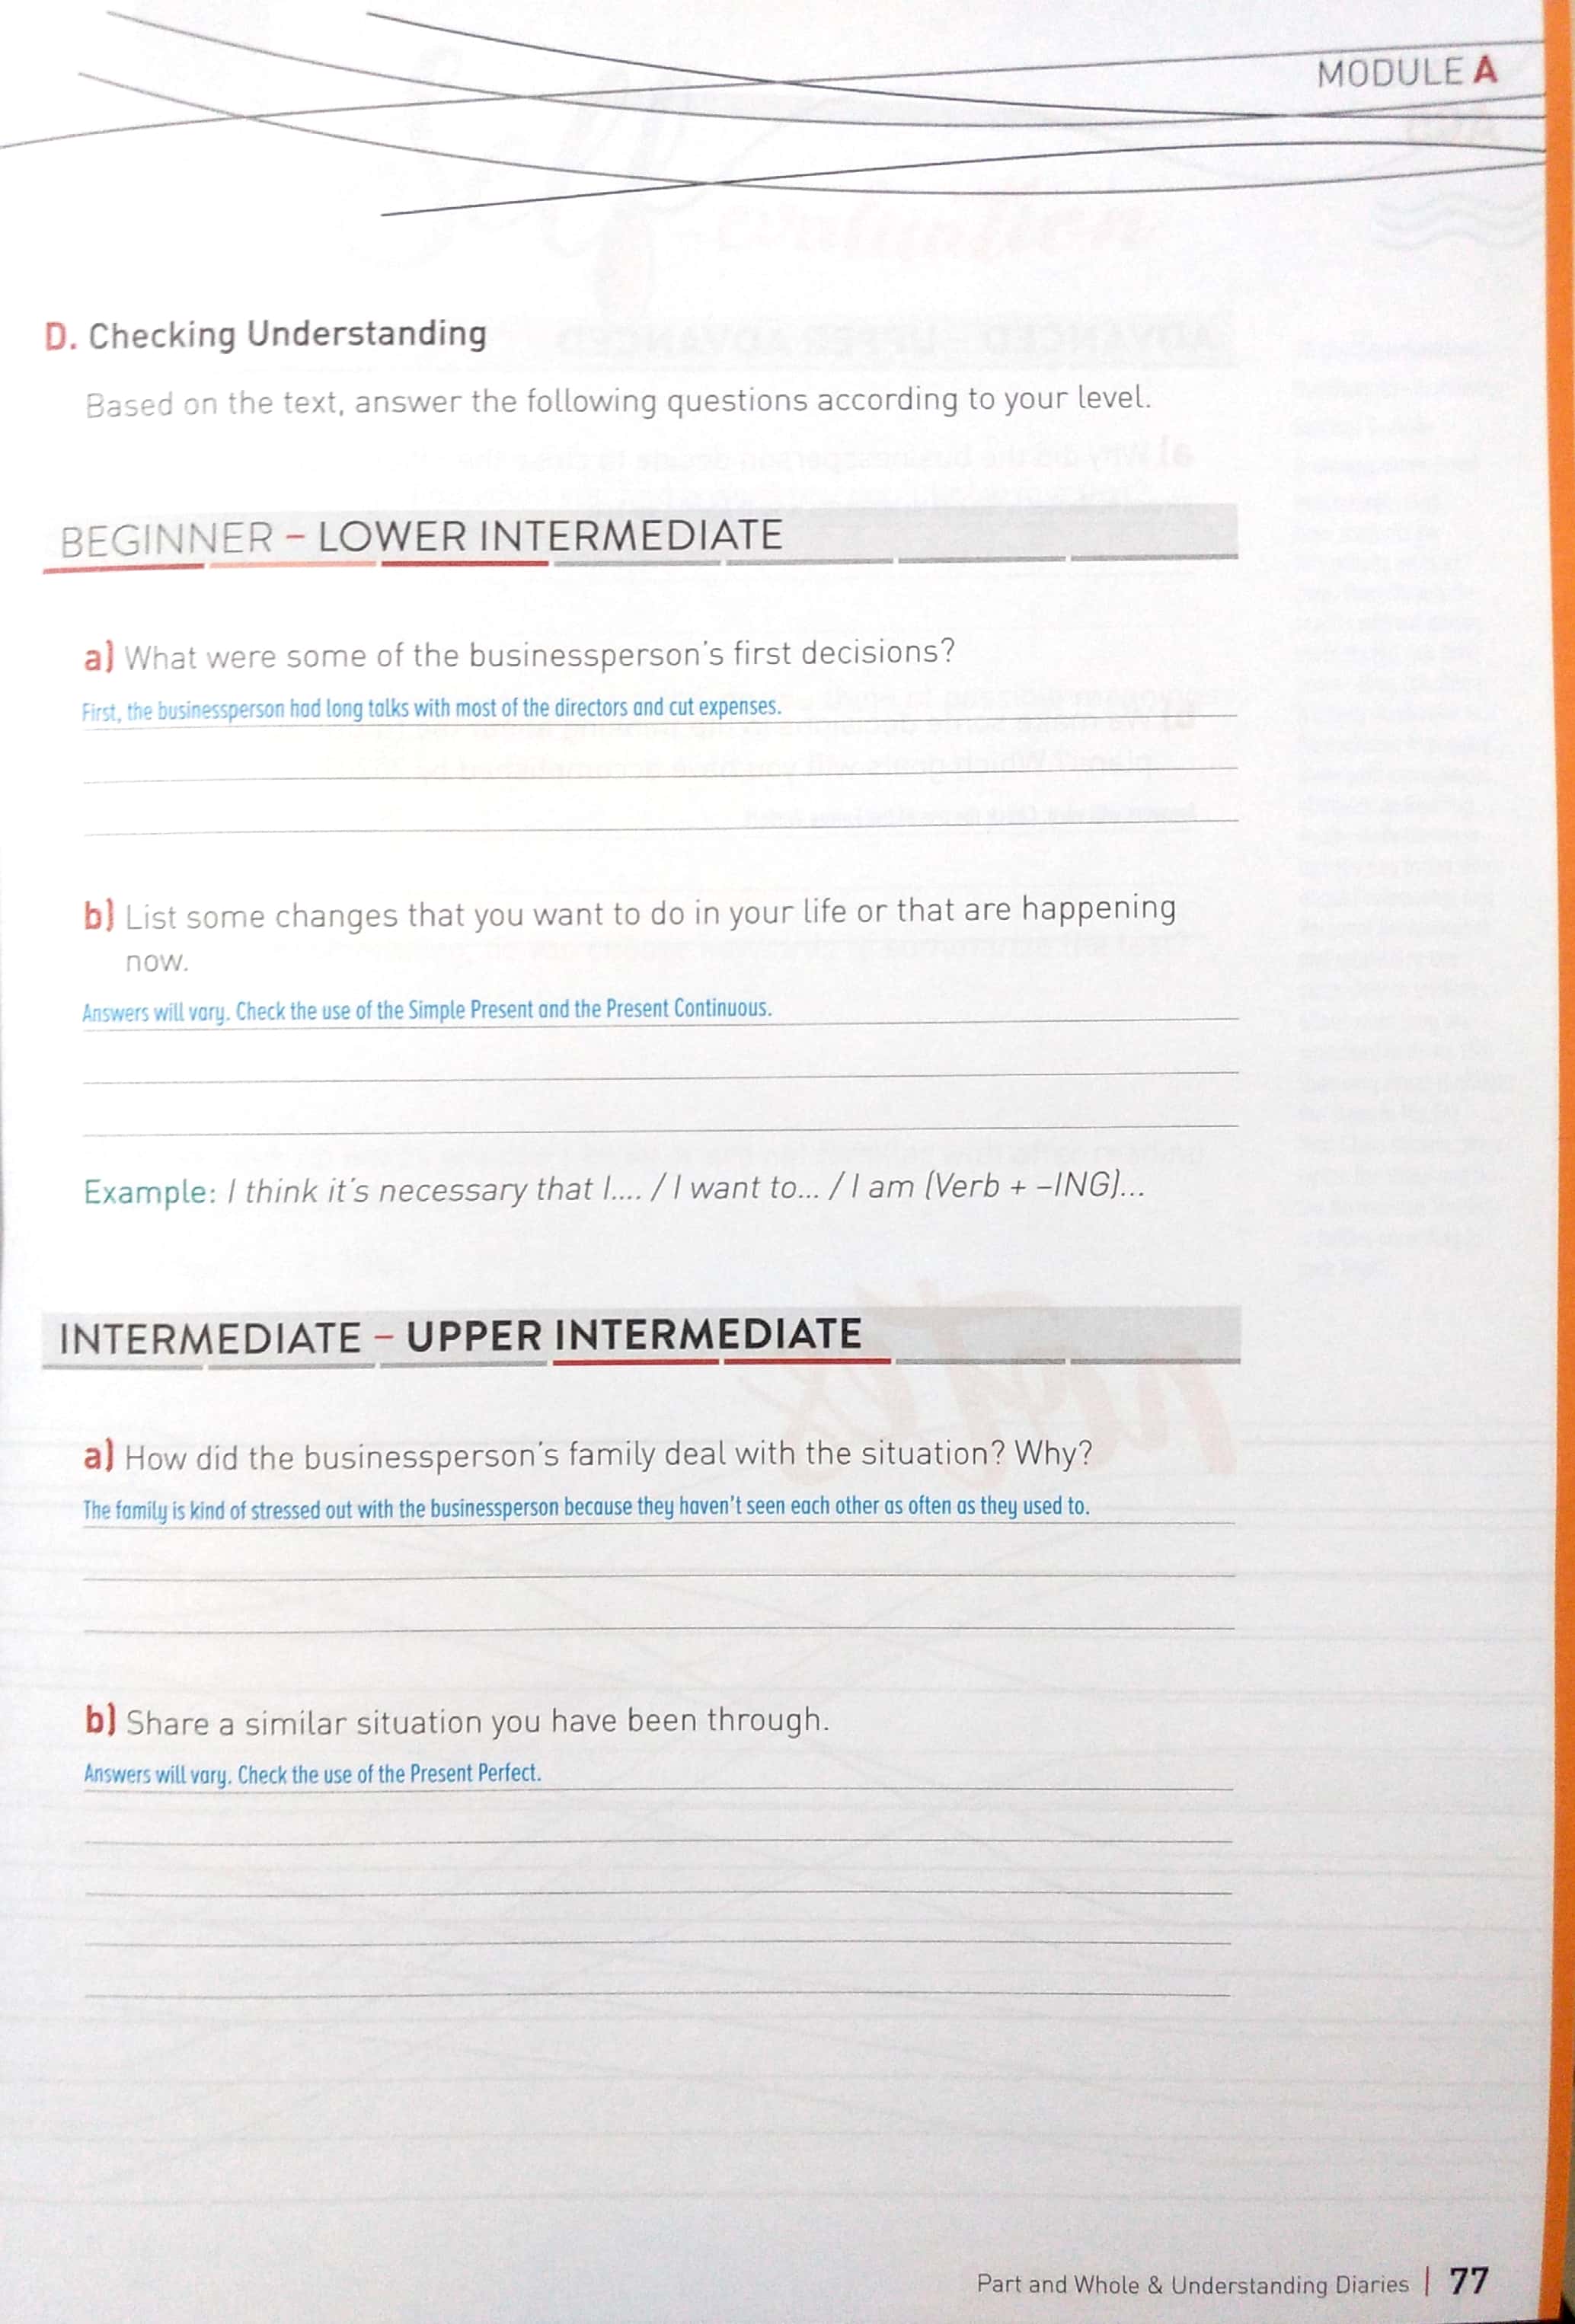 MODULE A
D. Checking Understanding
Based on the text, answer the following questions according to your level.
BEGINNER – LOWER INTERMEDIATE
a) What were some of the businessperson's first decisions?
First, the businessperson had long talks with most of the directors and cut expenses.
b) List some changes that you want to do in your life or that are happening
now.
Answers will vary. Check the use of the Simple Present and the Present Continuous.
Example: I think it's necessary that I.... / I want to... / I am (Verb + –ING)...
INTERMEDIATE – UPPER INTERMEDIATE
a) How did the businessperson's family deal with the situation? Why?
The family is kind of stressed out with the businessperson because they haven't seen each other as often as they used to.
b) Share a similar situation you have been through.
Answers will vary. Check the use of the Present Perfect.
Part and Whole & Understanding Diaries | 77